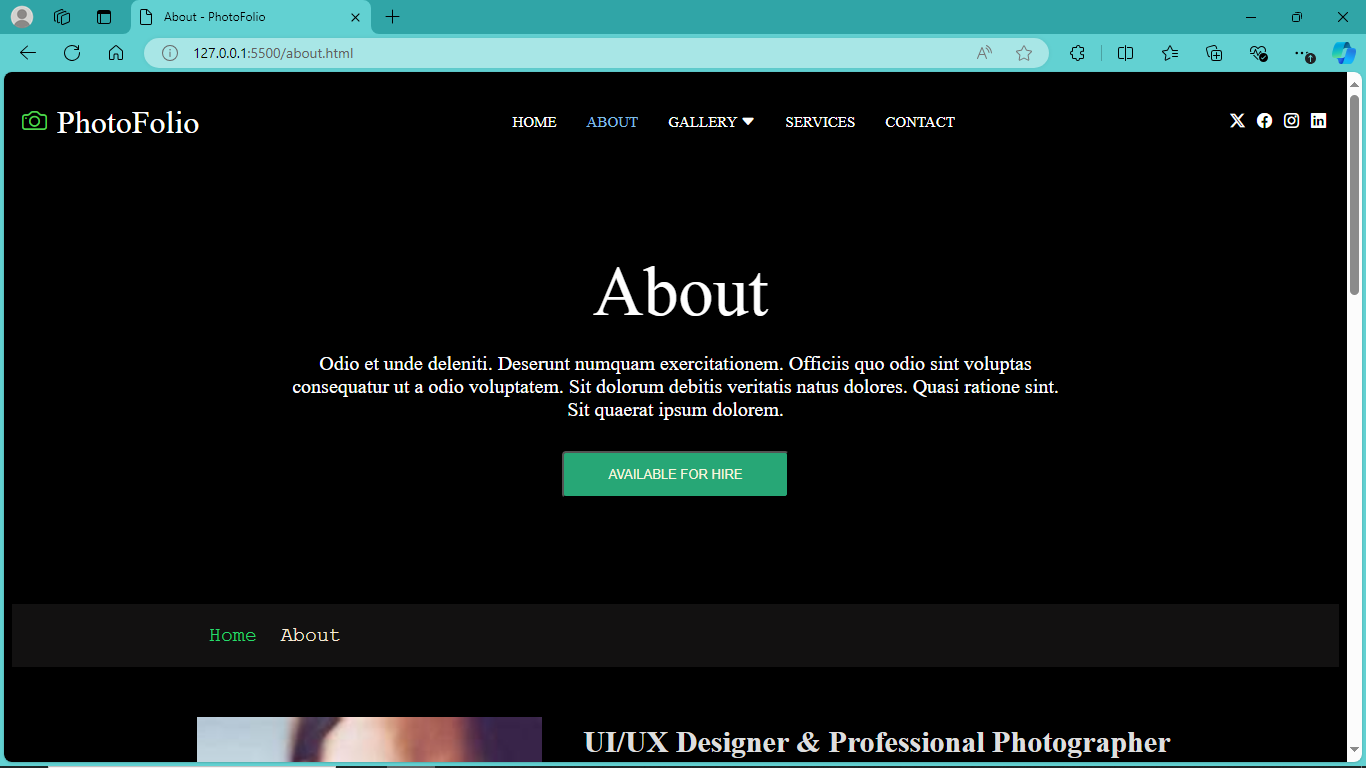 About - PhotoFolio
127.0.0.1:5500/about.html
PhotoFolio
HOME ABOUT GALLERY SERVICES CONTACT
About
Odio et unde deleniti. Deserunt numquam exercitationem. Officiis quo odio sint voluptas
consequatur ut a odio voluptatem. Sit dolorum debitis veritatis natus dolores. Quasi ratione sint.
Sit quaerat ipsum dolorem.
AVAILABLE FOR HIRE
Home About
UI/UX Designer & Professional Photographer